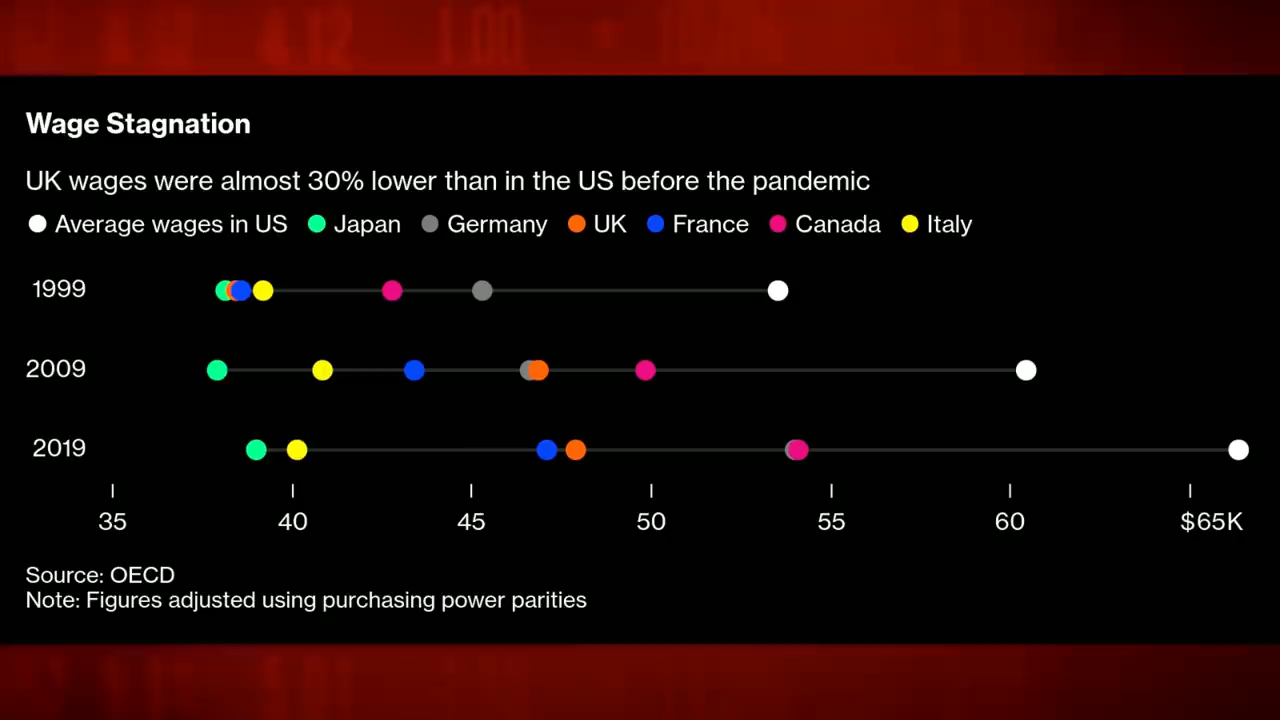 Wage Stagnation
UK wages were almost 30% lower than in the US before the pandemic
Average wages in US Japan Germany UK France Canada Italy
1999
2009
2019
35 40 45 50 55 60 $65K
Source: OECD
Note: Figures adjusted using purchasing power parities